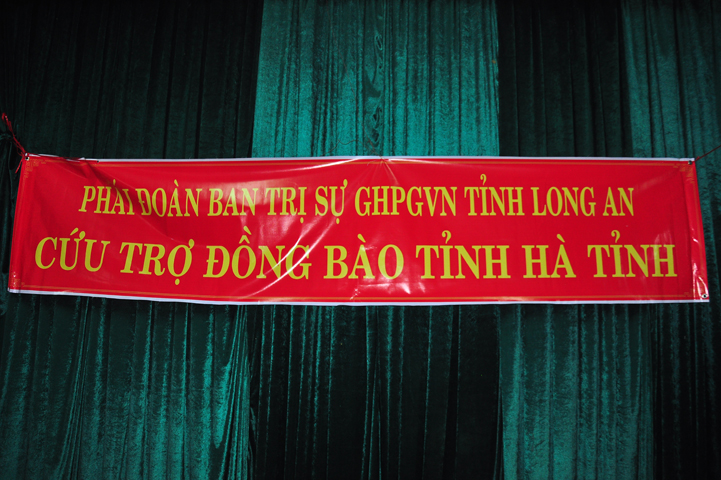 PHÁI ĐOÀN BAN TRỊ SỰ GHPGVN TỈNH LONG AN
CỨU TRỢ ĐỒNG BÀO TỈNH HÀ TĨNH